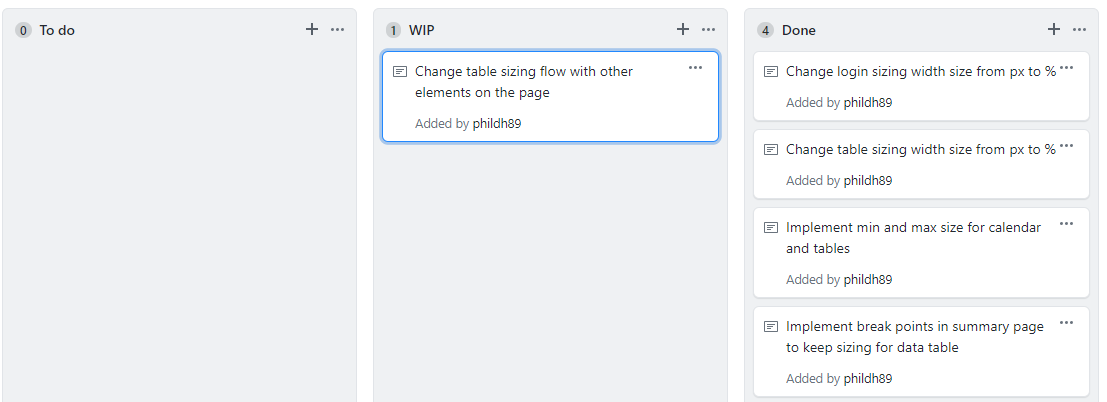 0 To do
1 WIP
Change table sizing flow with other
elements on the page
Added by phildh89
4 Done
Change login sizing width size from px to %
Added by phildh89
Change table sizing width size from px to %
Added by phildh89
Implement min and max size for calendar
and tables
Added by phildh89
Implement break points in summary page
to keep sizing for data table
Added by phildh89